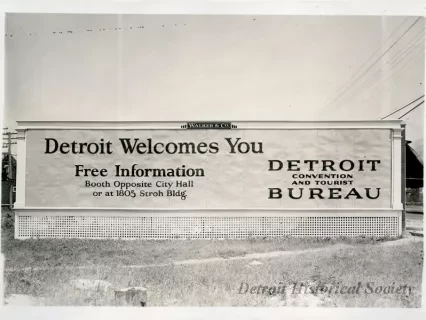 WALKER & CO.
Detroit Welcomes You
Free Information
Booth Opposite City Hall
or at 1805 Stroh Bldg.
DETROIT
CONVENTION
AND TOURIST
BUREAU
Detroit Historical Society